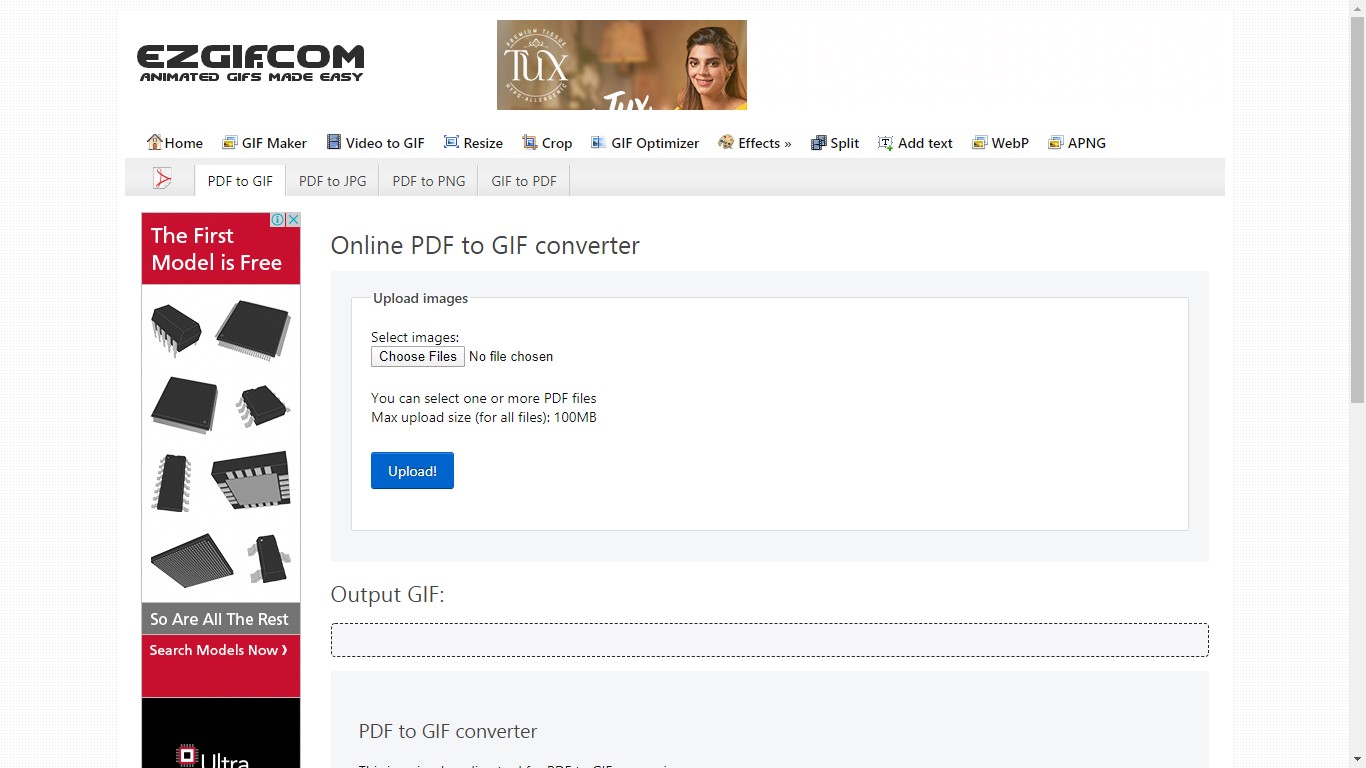 EZGIF.COM
ANIMATED GIFS MADE EASY
PREMIUM TISSUE
TUX
HYPO-ALLERGENIC
TUX
Home
GIF Maker
Video to GIF
Resize
Crop
GIF Optimizer
Effects »
Split
Add text
WebP
APNG
PDF to GIF
PDF to JPG
PDF to PNG
GIF to PDF
The First
Model is Free
So Are All The Rest
Search Models Now ›
Ultra
Online PDF to GIF converter
Upload images
Select images:
Choose Files No file chosen
You can select one or more PDF files
Max upload size (for all files): 100MB
Upload!
Output GIF:
PDF to GIF converter